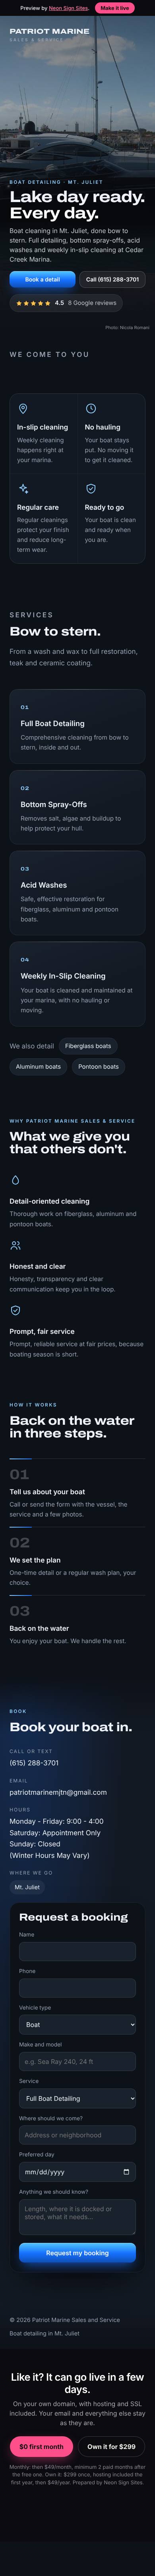 Preview by Neon Sign Sites. Make it live
PATRIOT MARINE
SALES & SERVICE
BOAT DETAILING · MT. JULIET
Lake day ready.
Every day.
Boat cleaning in Mt. Juliet, done bow to
stern. Full detailing, bottom spray-offs, acid
washes and weekly in-slip cleaning at Cedar
Creek Marina.
Book a detail
Call (615) 288-3701
4.5 8 Google reviews
Photo: Nicola Romani
WE COME TO YOU
In-slip cleaning
Weekly cleaning
happens right at
your marina.
No hauling
Your boat stays
put. No moving it
to get it cleaned.
Regular care
Regular cleanings
protect your finish
and reduce long-
term wear.
Ready to go
Your boat is clean
and ready when
you are.
SERVICES
Bow to stern.
From a wash and wax to full restoration,
teak and ceramic coating.
01
Full Boat Detailing
Comprehensive cleaning from bow to
stern, inside and out.
02
Bottom Spray-Offs
Removes salt, algae and buildup to
help protect your hull.
03
Acid Washes
Safe, effective restoration for
fiberglass, aluminum and pontoon
boats.
04
Weekly In-Slip Cleaning
Your boat is cleaned and maintained at
your marina, with no hauling or
moving.
We also detail
Fiberglass boats
Aluminum boats
Pontoon boats
WHY PATRIOT MARINE SALES & SERVICE
What we give you
that others don't.
Detail-oriented cleaning
Thorough work on fiberglass, aluminum and
pontoon boats.
Honest and clear
Honesty, transparency and clear
communication keep you in the loop.
Prompt, fair service
Prompt, reliable service at fair prices, because
boating season is short.
HOW IT WORKS
Back on the water
in three steps.
01
Tell us about your boat
Call or send the form with the vessel, the
service and a few photos.
02
We set the plan
One-time detail or a regular wash plan, your
choice.
03
Back on the water
You enjoy your boat. We handle the rest.
BOOK
Book your boat in.
CALL OR TEXT
(615) 288-3701
EMAIL
patriotmarinemjtn@gmail.com
HOURS
Monday - Friday: 9:00 - 4:00
Saturday: Appointment Only
Sunday: Closed
(Winter Hours May Vary)
WHERE WE GO
Mt. Juliet
Request a booking
Name
Phone
Vehicle type
Boat
Make and model
e.g. Sea Ray 240, 24 ft
Service
Full Boat Detailing
Where should we come?
Address or neighborhood
Preferred day
mm/dd/yyyy
Anything we should know?
Length, where it is docked or
stored, what it needs...
Request my booking
© 2026 Patriot Marine Sales and Service
Boat detailing in Mt. Juliet
Like it? It can go live in a few
days.
On your own domain, with hosting and SSL
included. Your email and everything else stay
as they are.
$0 first month
Own it for $299
Monthly: then $49/month, minimum 2 paid months after
the free one. Own it: $299 once, hosting included the
first year, then $49/year. Prepared by Neon Sign Sites.